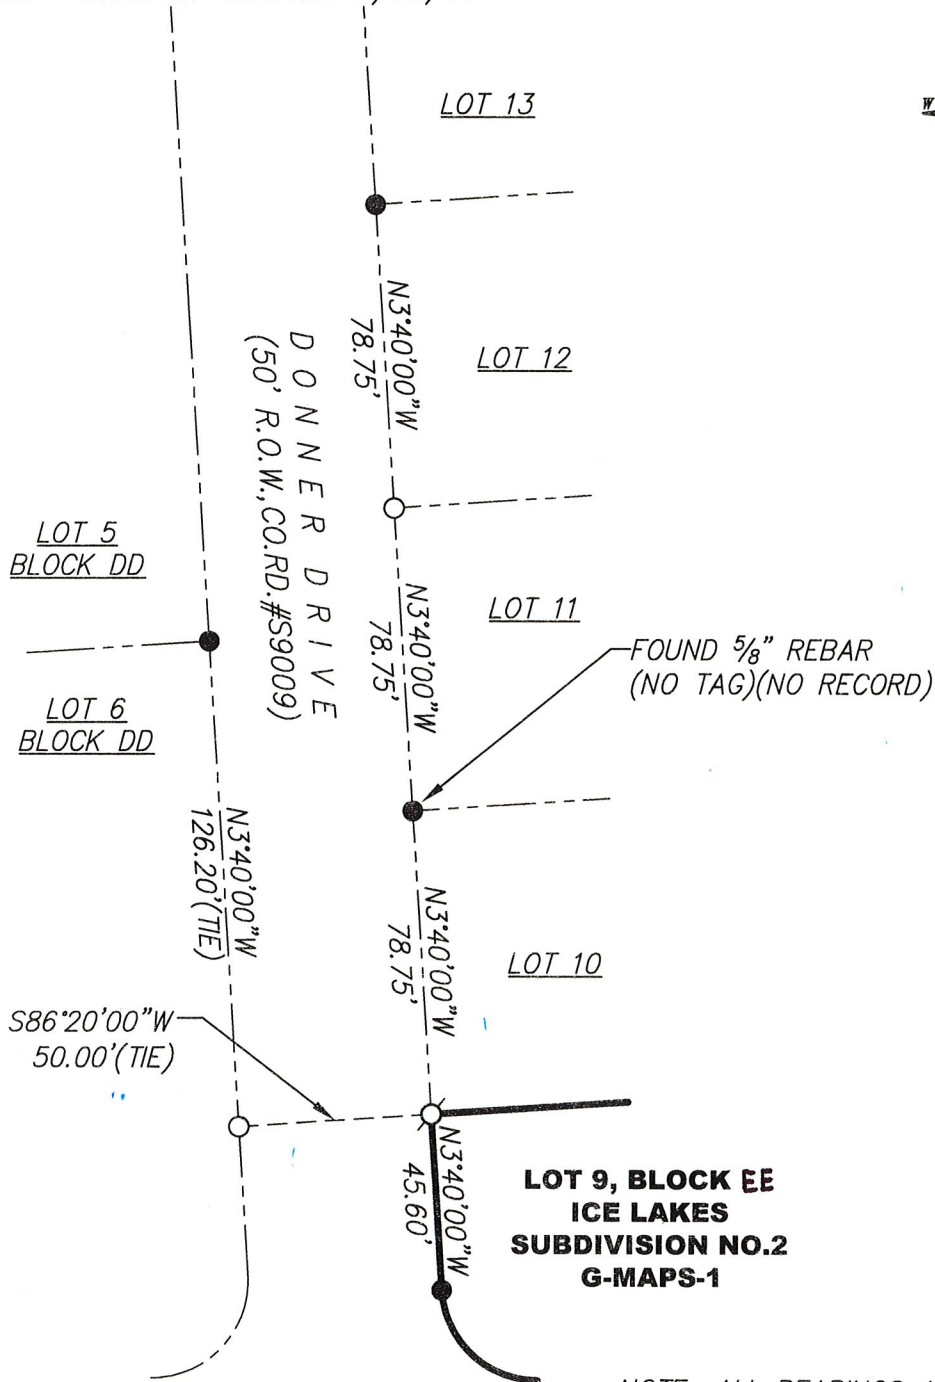 LOT 13
W
N3°40'00"W
78.75'
LOT 12
DONNER DRIVE
(50' R.O.W.,CO.RD.#S9009)
LOT 5
BLOCK DD
N3°40'00"W
78.75'
LOT 11
FOUND 5/8" REBAR
(NO TAG)(NO RECORD)
LOT 6
BLOCK DD
N3°40'00"W
126.20'(TIE)
N3°40'00"W
78.75'
LOT 10
S86°20'00"W
50.00'(TIE)
N3°40'00"W
45.60'
LOT 9, BLOCK EE
ICE LAKES
SUBDIVISION NO.2
G-MAPS-1